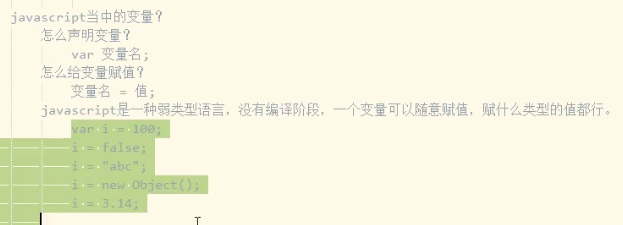 javascript当中的变量？
怎么声明变量？
var 变量名;
怎么给变量赋值？
变量名 = 值;
javascript是一种弱类型语言，没有编译阶段，一个变量可以随意赋值，赋什么类型的值都行。
var i = 100;
i = false;
i = "abc";
i = new Object();
i = 3.14;